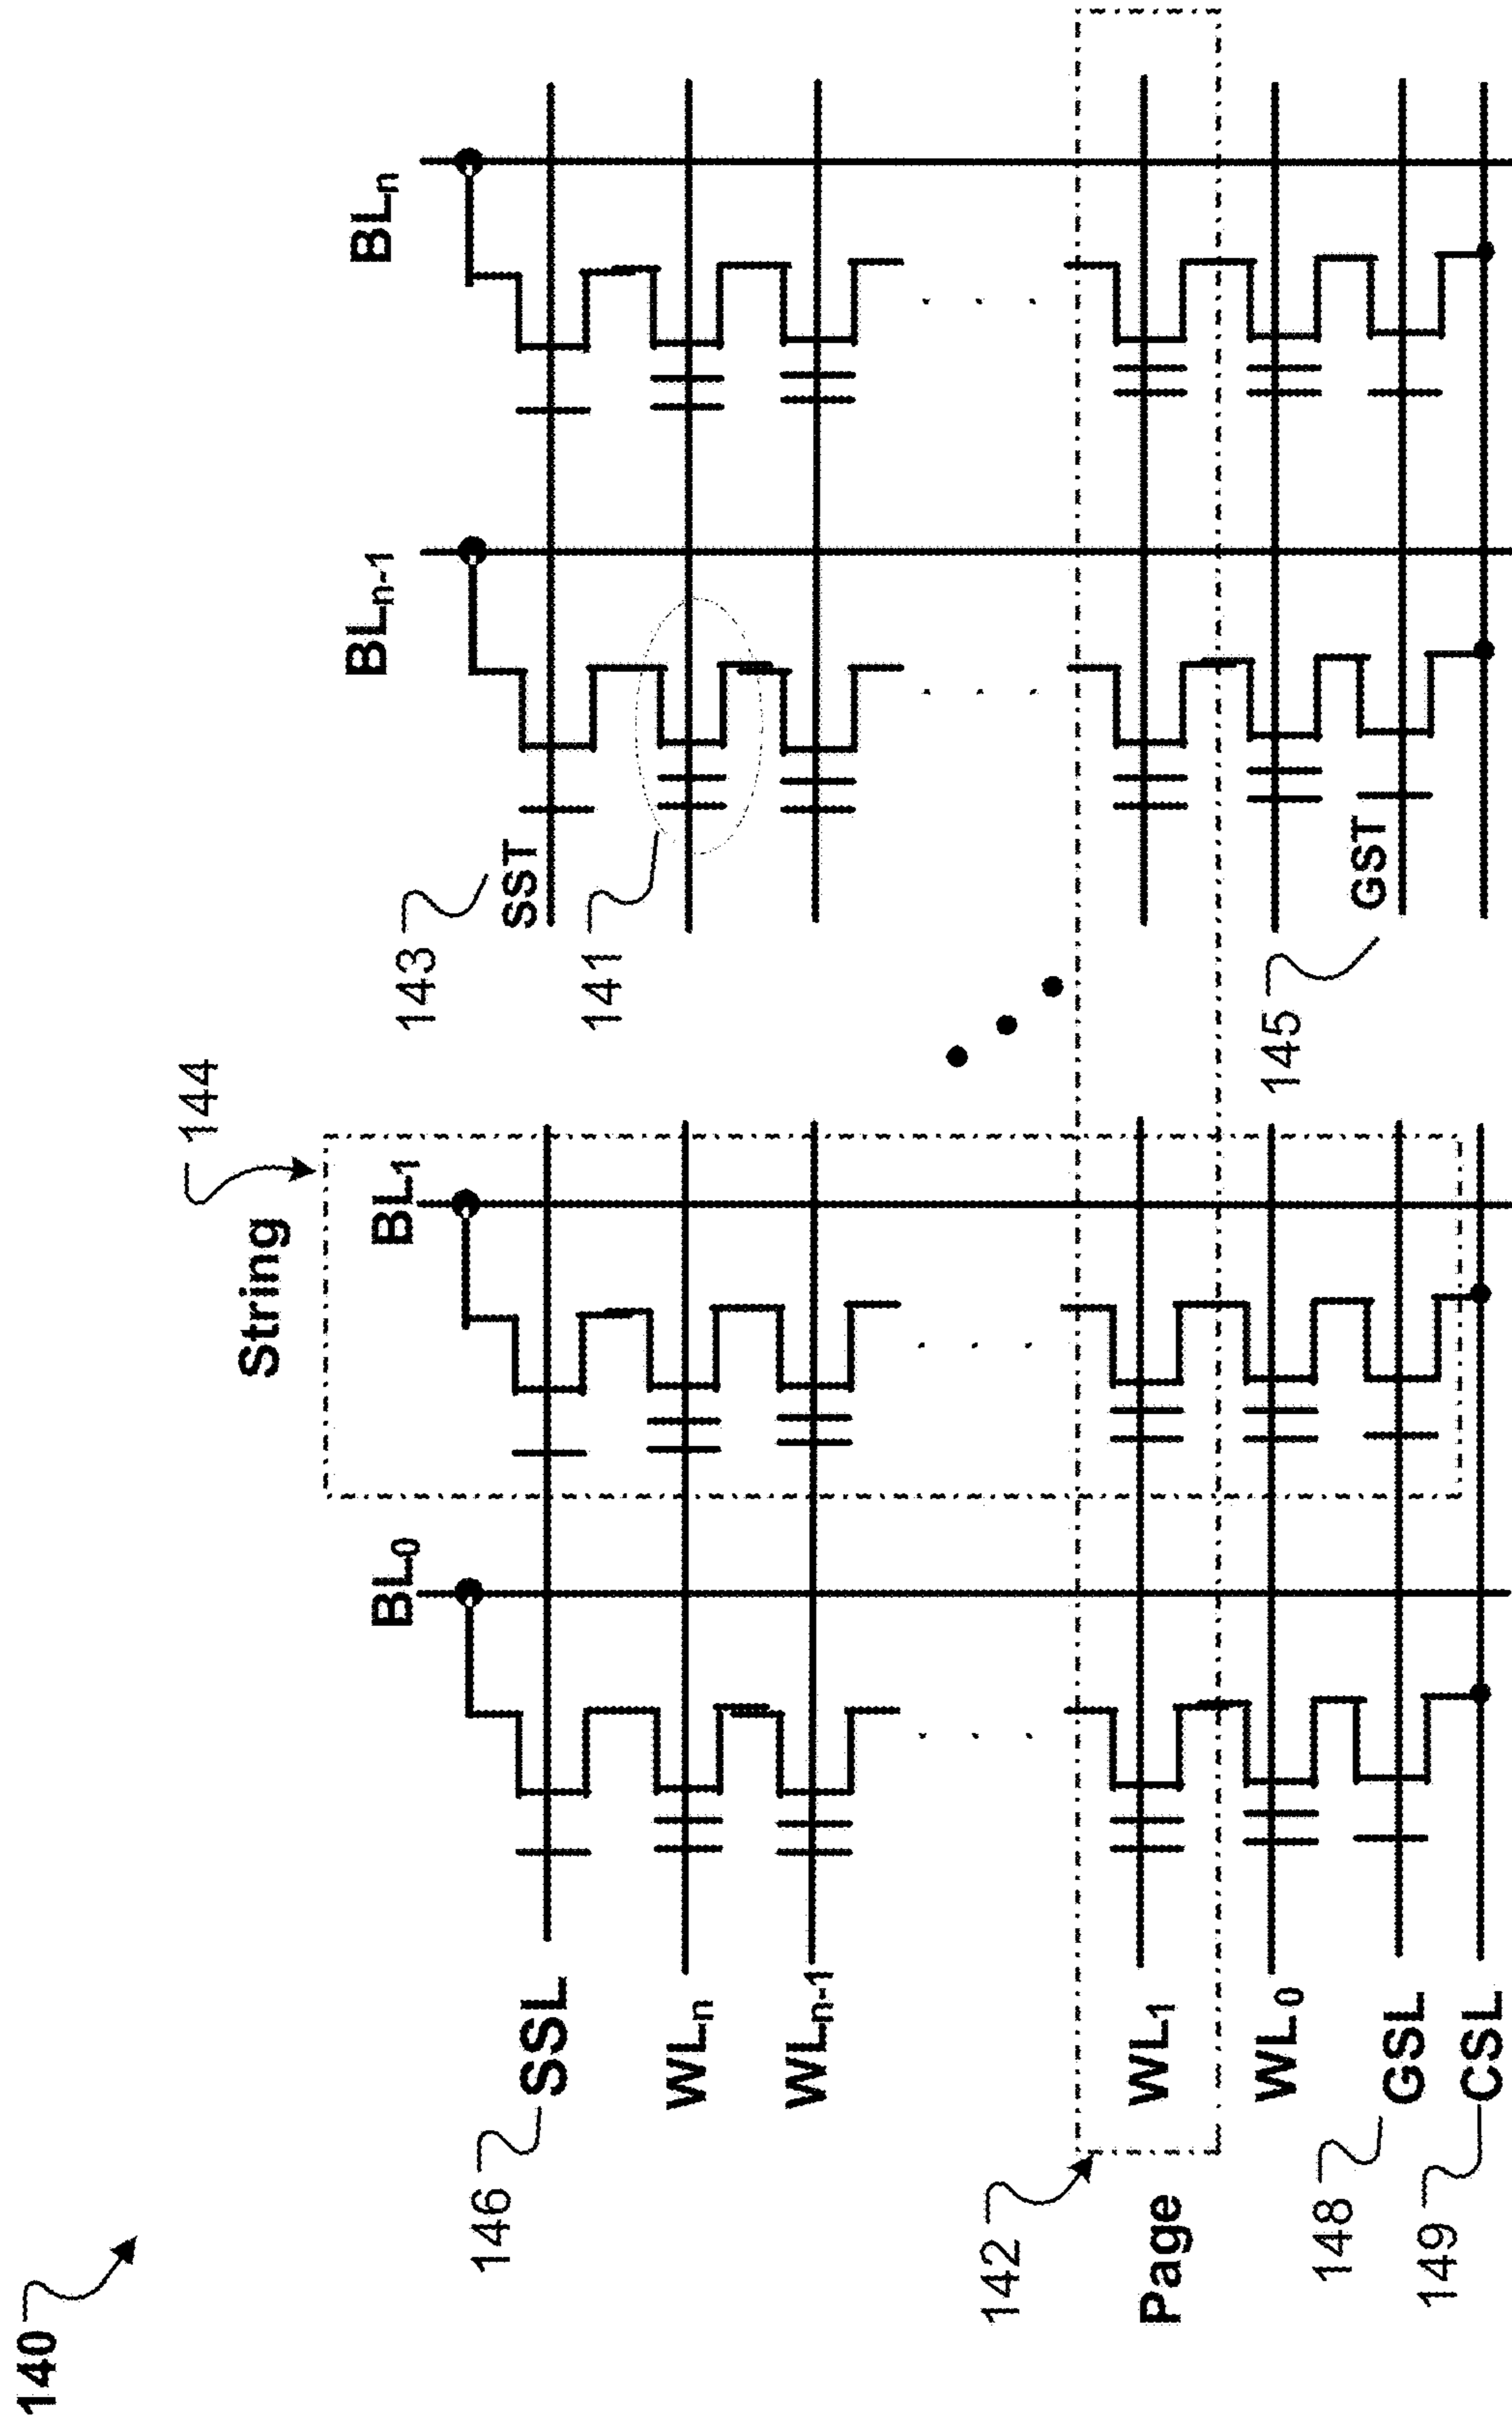 140
144
String
BL₀
BL₁
BLₙ₋₁
BLₙ
143
SST
146
SSL
141
WLₙ
WLₙ₋₁
142
Page
WL₁
WL₀
145
GST
148
GSL
149
CSL